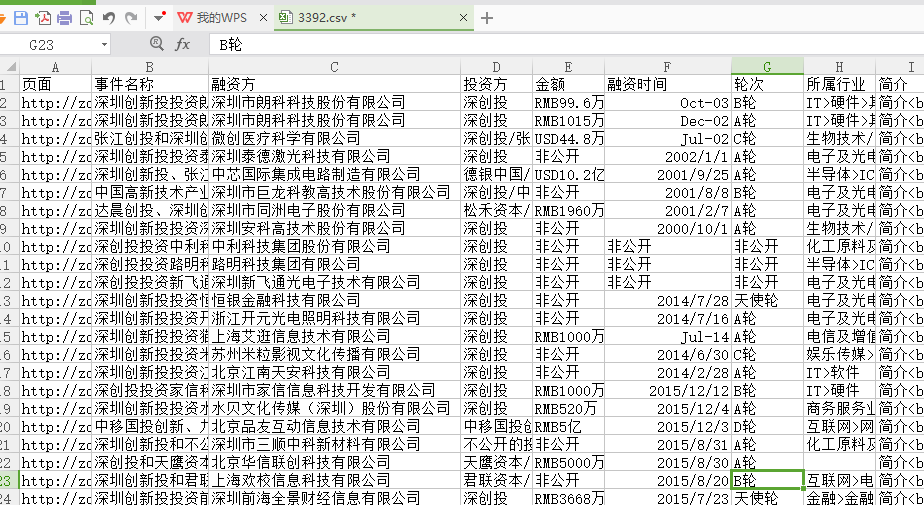 我的WPS × 3392.csv * × +
G23 fx B轮
A B C D E F G H I
1 页面 事件名称 融资方 投资方 金额 融资时间 轮次 所属行业 简介
2 http://zd 深圳创新投投资朗 深圳市朗科科技股份有限公司 深创投 RMB99.6万 Oct-03 B轮 IT>硬件>其 简介<b
3 http://zd 深圳创新投投资朗 深圳市朗科科技股份有限公司 深创投 RMB1015万 Dec-02 A轮 IT>硬件>其 简介<b
4 http://zd 张江创投和深圳创 微创医疗科学有限公司 深创投/张 USD44.8万 Jul-02 C轮 生物技术/ 简介<b
5 http://zd 深圳创新投投资泰 深圳泰德激光科技有限公司 深创投 非公开 2002/1/1 A轮 电子及光电 简介<b
6 http://zd 深圳创新投、张江 中芯国际集成电路制造有限公司 德银中国/ USD10.2亿 2001/9/25 A轮 半导体>IC 简介<b
7 http://zd 中国高新技术产业 深圳市巨龙科教高技术股份有限公司 深创投/中 非公开 2001/8/8 B轮 电子及光 简介<b
8 http://zd 达晨创投、深圳创 深圳市同洲电子股份有限公司 松禾资本/ RMB1960万 2001/2/7 A轮 电子及光 简介<b
9 http://zd 深圳创新投投资深 深圳安科高技术股份有限公司 深创投 非公开 2000/10/1 A轮 生物技术/ 简介<b
10 http://zd 深创投投资中利科 中利科技集团股份有限公司 深创投 非公开 非公开 非公开 化工原料及 简介<b
11 http://zd 深创投投资路明科 路明科技集团有限公司 深创投 非公开 非公开 非公开 半导体>IC 简介<b
12 http://zd 深创投投资新飞通 深圳新飞通光电子技术有限公司 深创投 非公开 非公开 非公开 电子及光 简介<b
13 http://zd 深圳创新投投资恒 恒银金融科技有限公司 深创投 非公开 2014/7/28 天使轮 电子及光 简介<b
14 http://zd 深圳创新投投资开 浙江开元光电照明科技有限公司 深创投 非公开 2014/7/16 A轮 电子及光电 简介<b
15 http://zd 深圳创新投投资猫 上海艾逛信息技术有限公司 深创投 RMB1000万 Jul-14 A轮 电信及增值 简介<b
16 http://zd 深圳创新投投资米 苏州米粒影视文化传播有限公司 深创投 非公开 2014/6/30 C轮 娱乐传媒> 简介<b
17 http://zd 深圳创新投投资江 北京江南天安科技有限公司 深创投 非公开 2014/2/28 A轮 IT>软件 简介<b
18 http://zd 深创投投资家信科 深圳市家信信息科技开发有限公司 深创投 RMB1000万 2015/12/12 B轮 IT>硬件 简介<b
19 http://zd 深圳创新投投资水 水贝文化传媒（深圳）股份有限公司 深创投 RMB520万 2015/12/4 A轮 商务服务业 简介<b
20 http://zd 中移国投创新、九 北京品友互动信息技术有限公司 中移国投创 RMB5亿 2015/12/3 D轮 互联网>网 简介<b
21 http://zd 深圳创新投和不公 深圳市三顺中科新材料有限公司 不公开的投 非公开 2015/8/31 A轮 化工原料及 简介<b
22 http://zd 深创投和天鹰资本 北京华信联创科技有限公司 天鹰资本/ RMB5000万 2015/8/30 A轮 简介<b
23 http://zd 深圳创新投和君联 上海欢校信息科技有限公司 君联资本/ 非公开 2015/8/20 B轮 互联网>电 简介<b
24 http://zd 深圳创新投投资前 深圳前海全景财经信息有限公司 深创投 RMB3668万 2015/7/23 天使轮 金融>金融 简介<b